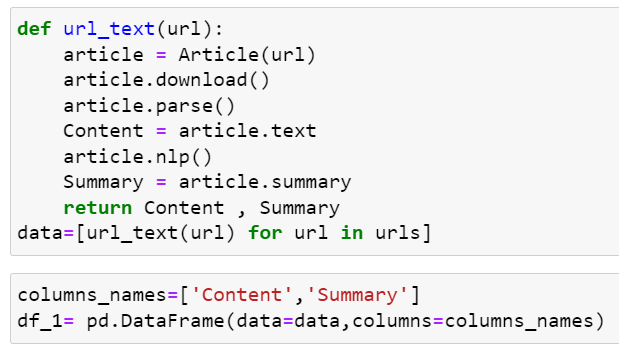 def url_text(url):
    article = Article(url)
    article.download()
    article.parse()
    Content = article.text
    article.nlp()
    Summary = article.summary
    return Content , Summary
data=[url_text(url) for url in urls]
columns_names=['Content','Summary']
df_1= pd.DataFrame(data=data,columns=columns_names)